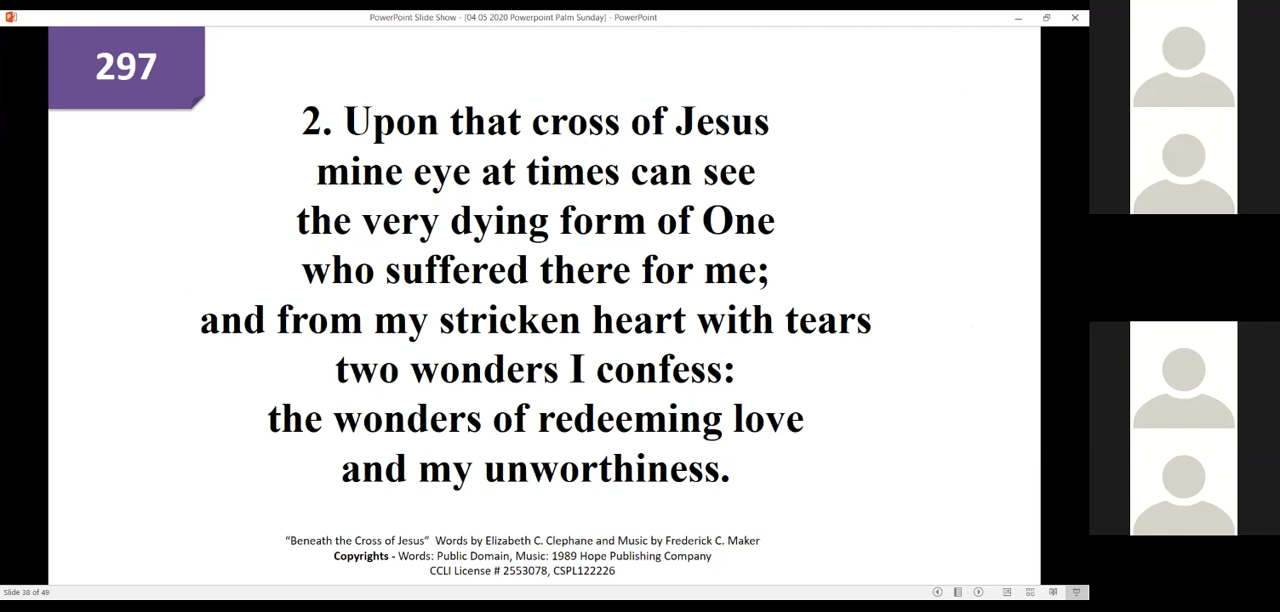 PowerPoint Slide Show - [04 05 2020 Powerpoint Palm Sunday] - PowerPoint
297
2. Upon that cross of Jesus
mine eye at times can see
the very dying form of One
who suffered there for me;
and from my stricken heart with tears
two wonders I confess:
the wonders of redeeming love
and my unworthiness.
“Beneath the Cross of Jesus” Words by Elizabeth C. Clephane and Music by Frederick C. Maker
Copyrights - Words: Public Domain, Music: 1989 Hope Publishing Company
CCLI License # 2553078, CSPL122226
Slide 38 of 49